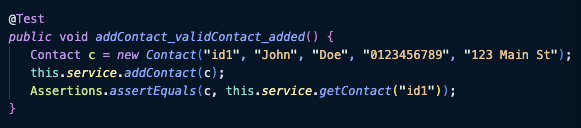 @Test
public void addContact_validContact_added() {
Contact c = new Contact("id1", "John", "Doe", "0123456789", "123 Main St");
this.service.addContact(c);
Assertions.assertEquals(c, this.service.getContact("id1"));
}